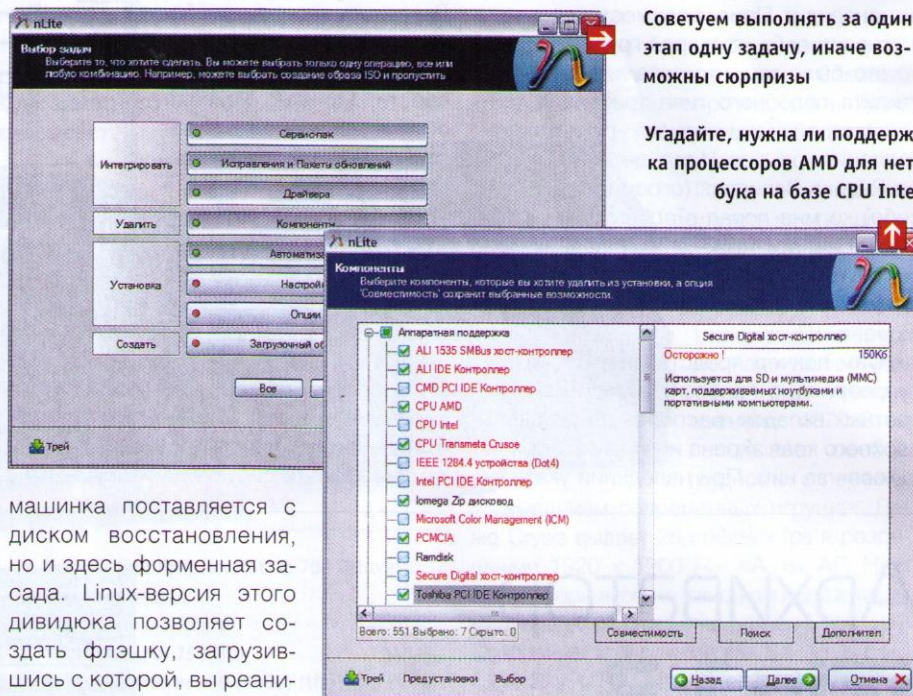 nLite
Выбор задач
Выберите то, что хотите сделать. Вы можете выбрать только одну операцию, все или
любую комбинацию. Например, можете выбрать создание образа ISO и пропустить
Интегрировать
Сервиспак
Исправления и Пакеты обновлений
Драйвера
Удалить
Компоненты
Установка
Автоматиза
Настрой
Опции
Создать
Загрузочный об
Все
Трей
Советуем выполнять за один
этап одну задачу, иначе воз-
можны сюрпризы
Угадайте, нужна ли поддерж
ка процессоров AMD для нет
бука на базе CPU Inte
nLite
Компоненты
Выберите компоненты, которые вы хотите удалить из установки, а опция
'Совместимость' сохранит выбранные возможности.
Аппаратная поддержка
ALI 1535 SMBus хост-контроллер
ALI IDE Контроллер
CMD PCI IDE Контроллер
CPU AMD
CPU Intel
CPU Transmeta Crusoe
IEEE 1284.4 устройства (Dot4)
Intel PCI IDE Контроллер
Iomega Zip дисковод
Microsoft Color Management (ICM)
PCMCIA
Ramdisk
Secure Digital хост-контроллер
Toshiba PCI IDE Контроллер
Secure Digital хост-контроллер
Осторожно ! 150Кб
Используется для SD и мультимедиа (MMC)
карт, поддерживаемых ноутбуками и
портативными компьютерами.
Всего: 551 Выбрано: 7 Скрыто: 0
Совместимость
Поиск
Дополнител
Трей Предустановки Выбор
Назад
Далее
Отмена
машинка поставляется с
диском восстановления,
но и здесь форменная за-
сада. Linux-версия этого
дивидюка позволяет со-
здать флэшку, загрузив-
шись с которой, вы реани-